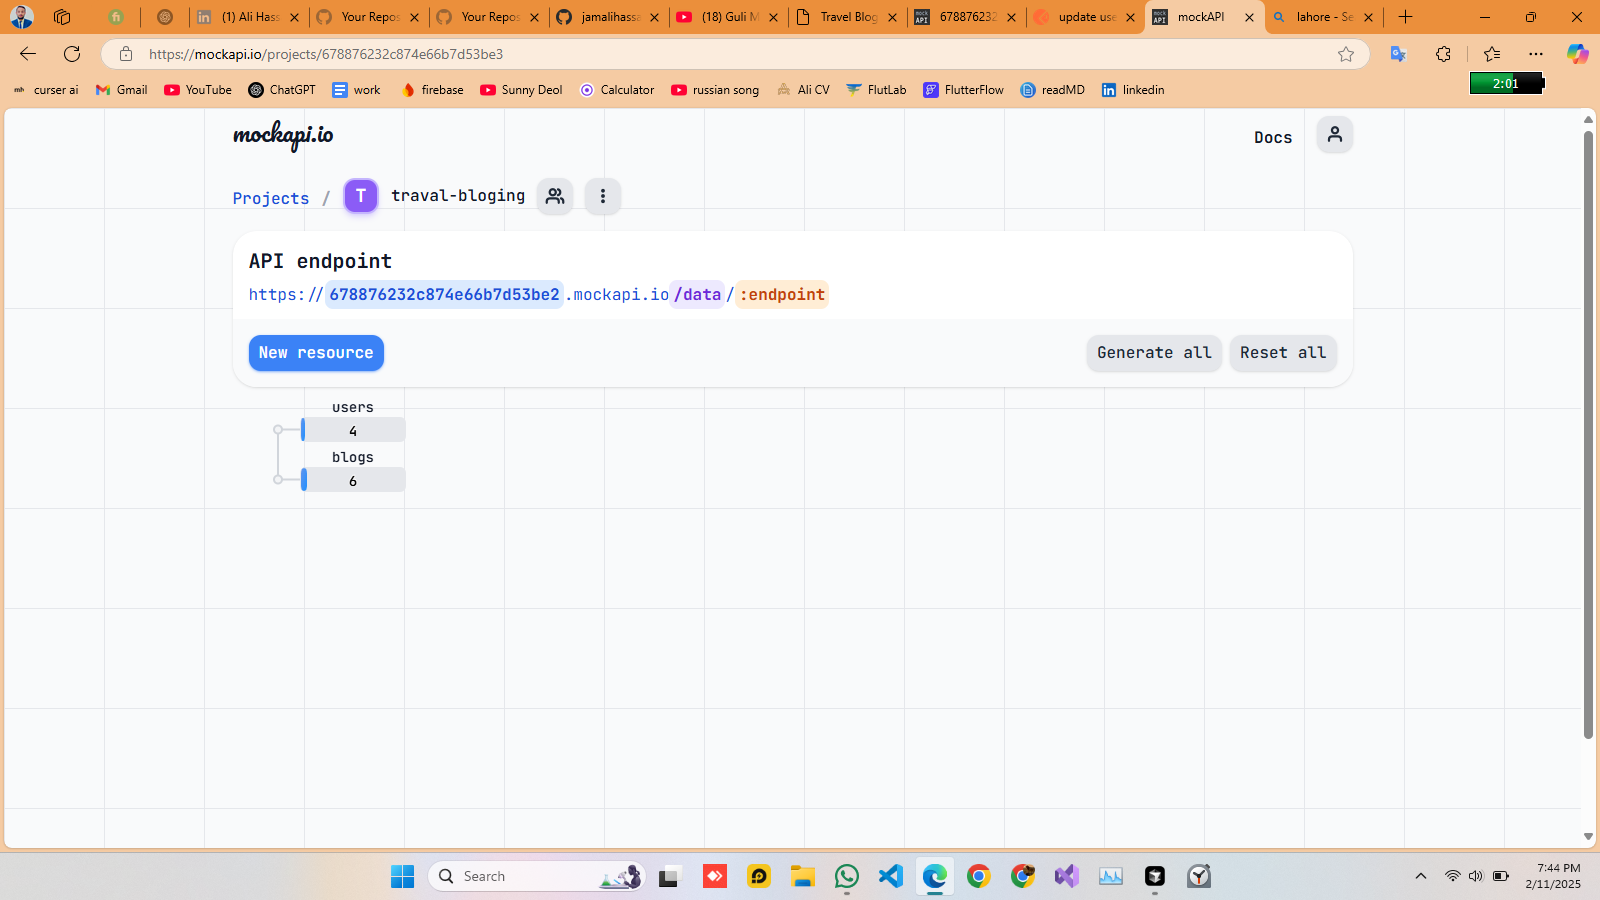 (1) Ali Hass
Your Repos
Your Repos
jamalihassa
(18) Guli M
Travel Blog
678876232
update use
mockAPI
lahore - Se
https://mockapi.io/projects/678876232c874e66b7d53be3
curser ai
Gmail
YouTube
ChatGPT
work
firebase
Sunny Deol
Calculator
russian song
Ali CV
FlutLab
FlutterFlow
readMD
linkedin
2:01
mockapi.io
Docs
Projects / T traval-bloging
API endpoint
https://678876232c874e66b7d53be2.mockapi.io/data/:endpoint
New resource
Generate all
Reset all
users
4
blogs
6
Search
7:44 PM
2/11/2025